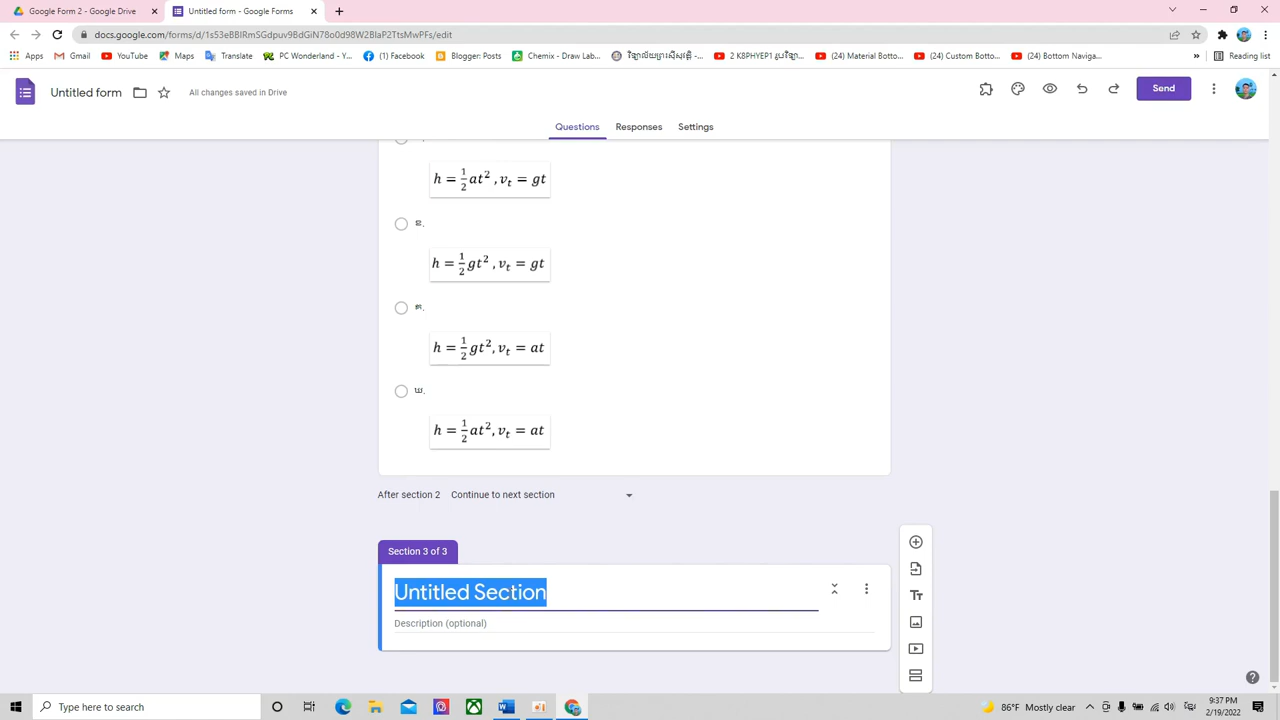 Google Form 2 - Google Drive
Untitled form - Google Forms
docs.google.com/forms/d/1s53eBBIRmSGdpuv9BdGiN78o0d98W2BIaP2TtsMwPFs/edit
Apps
Gmail
YouTube
Maps
Translate
PC Wonderland - Y...
(1) Facebook
Blogger: Posts
Chemix - Draw Lab...
(24) Material Botto...
(24) Custom Botto...
(24) Bottom Naviga...
»
Reading list
Untitled form
All changes saved in Drive
Send
Questions
Responses
Settings
h = 1/2 at², vₜ = gt
ខ.
h = 1/2 gt², vₜ = gt
គ.
h = 1/2 gt², vₜ = at
ឃ.
h = 1/2 at², vₜ = at
After section 2
Continue to next section
Section 3 of 3
Untitled Section
Description (optional)
Type here to search
86°F Mostly clear
9:37 PM
2/19/2022